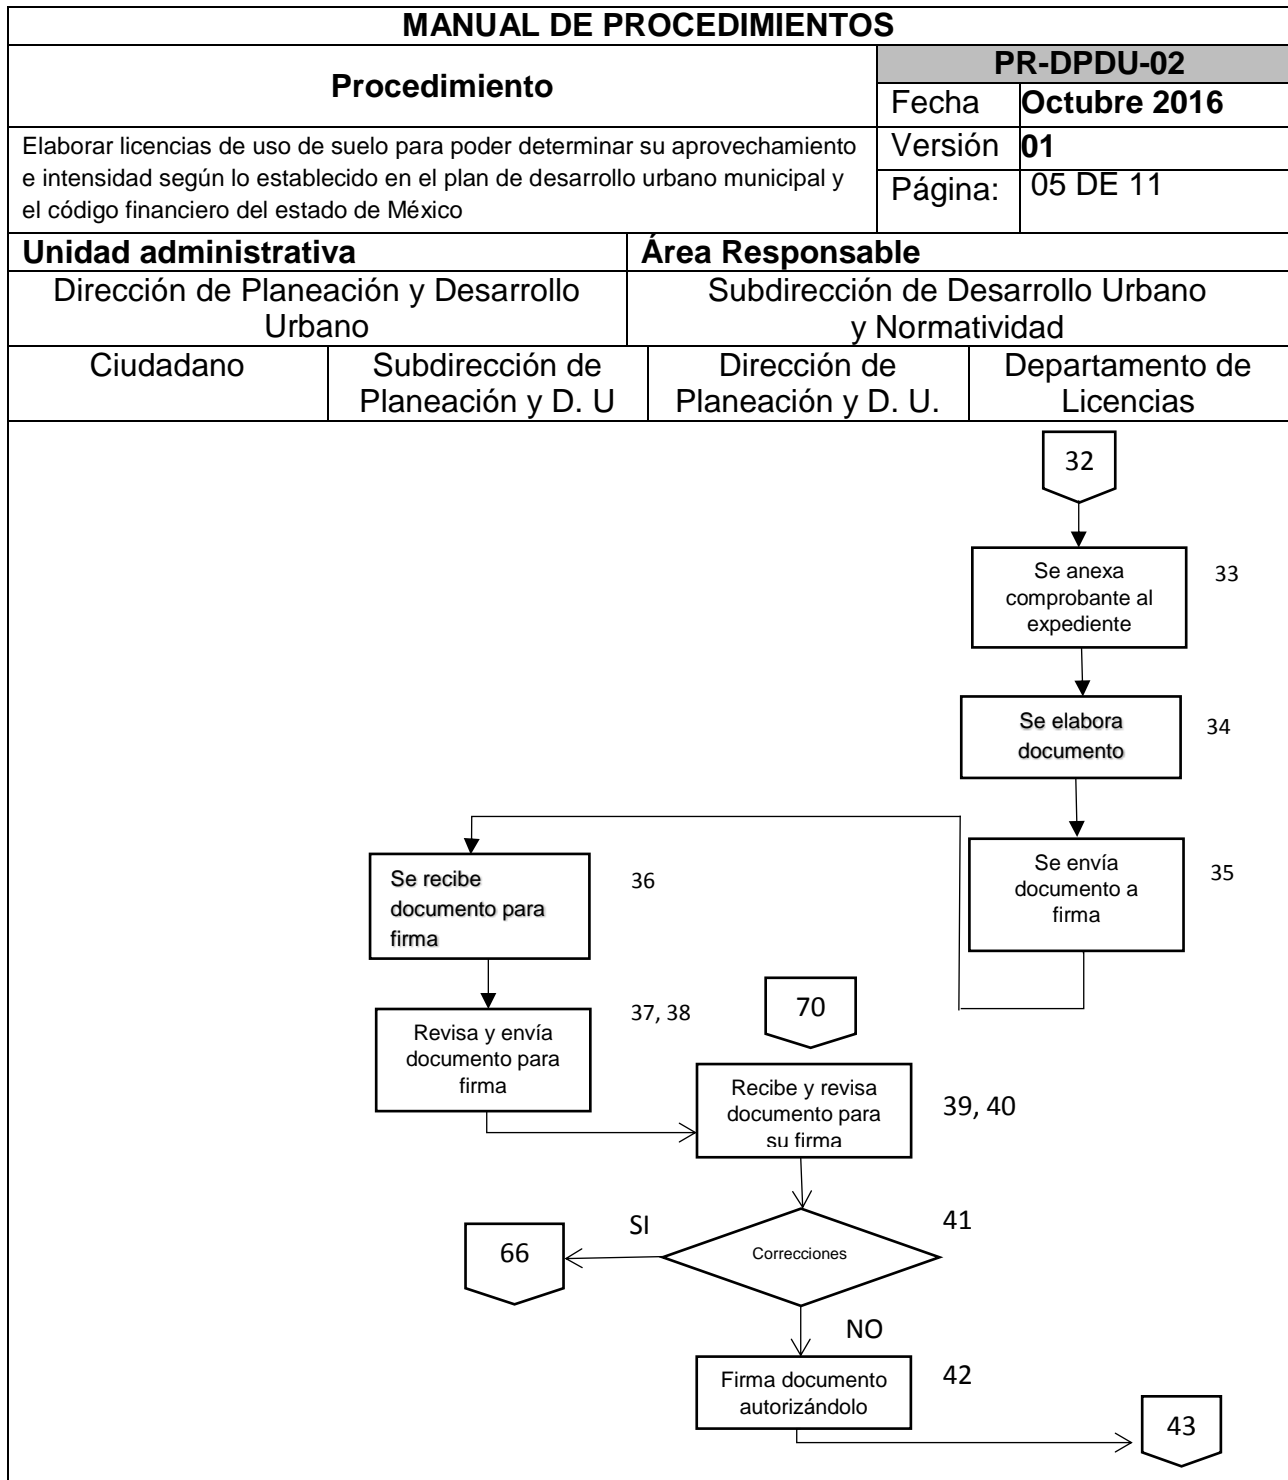 MANUAL DE PROCEDIMIENTOS
Procedimiento
PR-DPDU-02
Fecha Octubre 2016
Elaborar licencias de uso de suelo para poder determinar su aprovechamiento
e intensidad según lo establecido en el plan de desarrollo urbano municipal y
el código financiero del estado de México
Versión 01
Página: 05 DE 11
Unidad administrativa
Área Responsable
Dirección de Planeación y Desarrollo
Urbano
Subdirección de Desarrollo Urbano
y Normatividad
Ciudadano
Subdirección de
Planeación y D. U
Dirección de
Planeación y D. U.
Departamento de
Licencias
32
Se anexa
comprobante al
expediente
33
Se elabora
documento
34
Se envía
documento a
firma
35
Se recibe
documento para
firma
36
Revisa y envía
documento para
firma
37, 38
70
Recibe y revisa
documento para
su firma
39, 40
Correcciones
41
SI
66
NO
Firma documento
autorizándolo
42
43